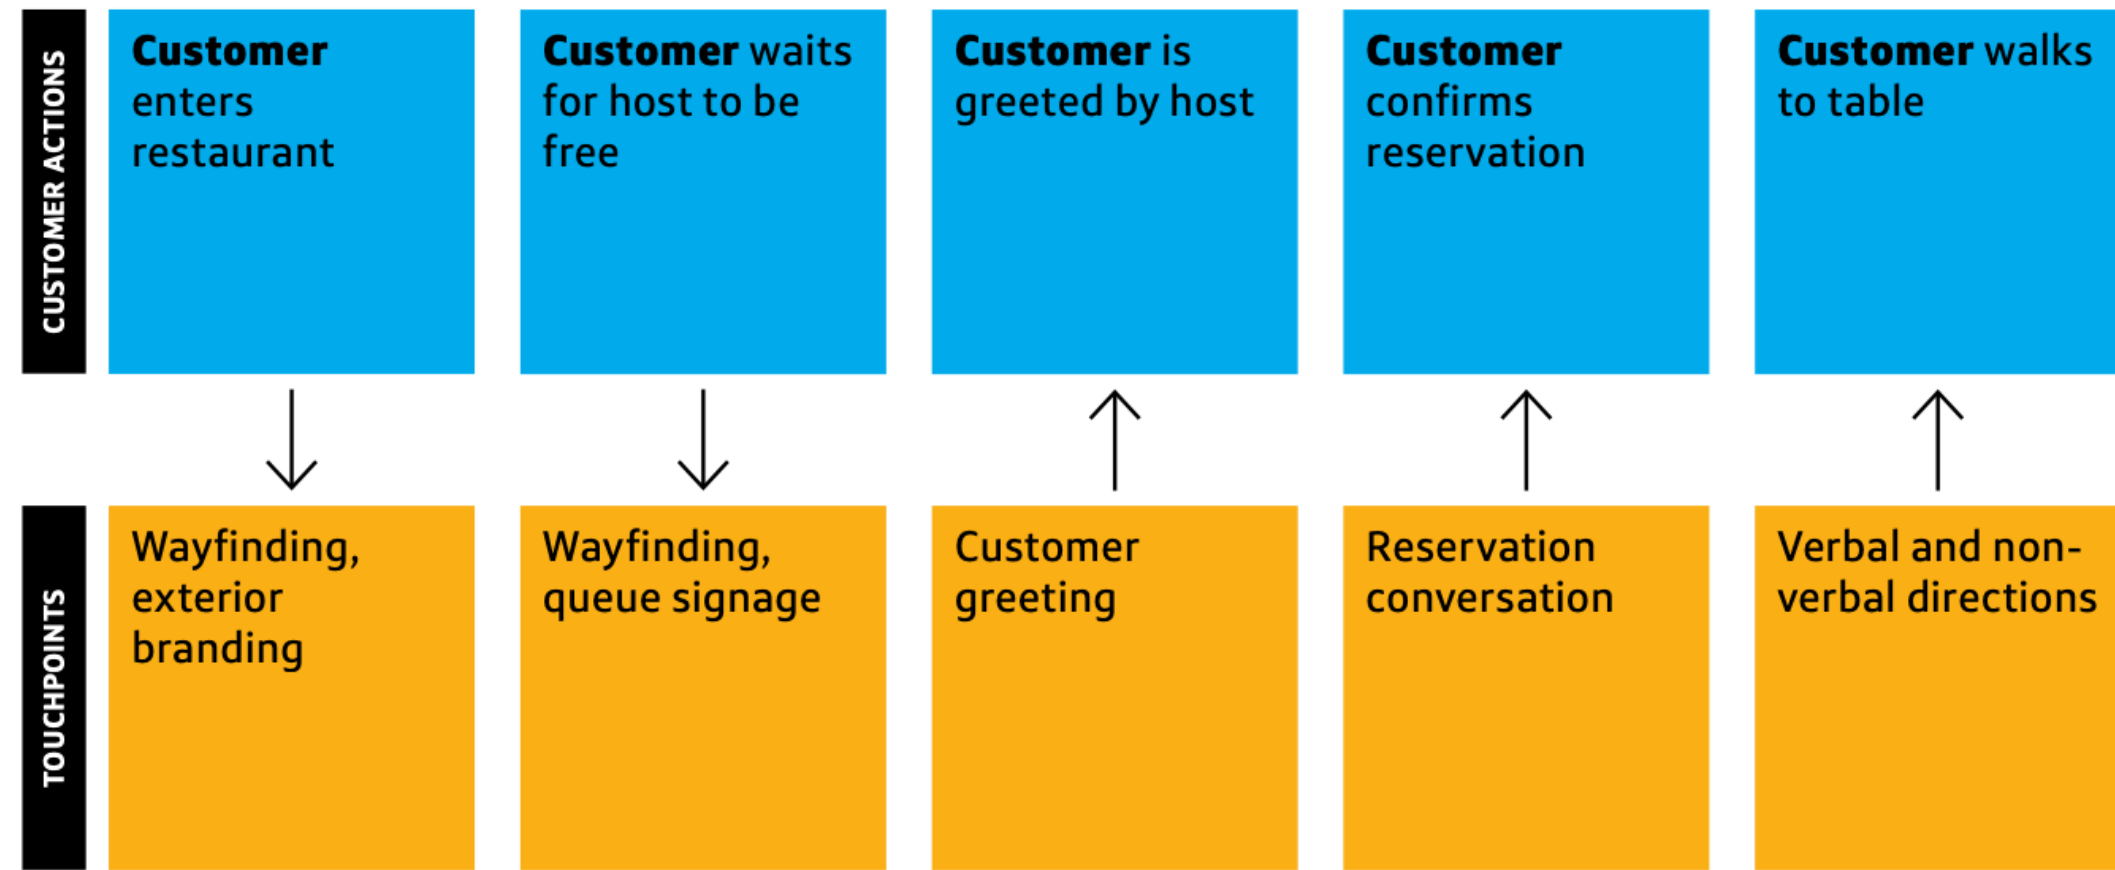 CUSTOMER ACTIONS
Customer
enters
restaurant
Customer waits
for host to be
free
Customer is
greeted by host
Customer
confirms
reservation
Customer walks
to table
TOUCHPOINTS
Wayfinding,
exterior
branding
Wayfinding,
queue signage
Customer
greeting
Reservation
conversation
Verbal and non-
verbal directions